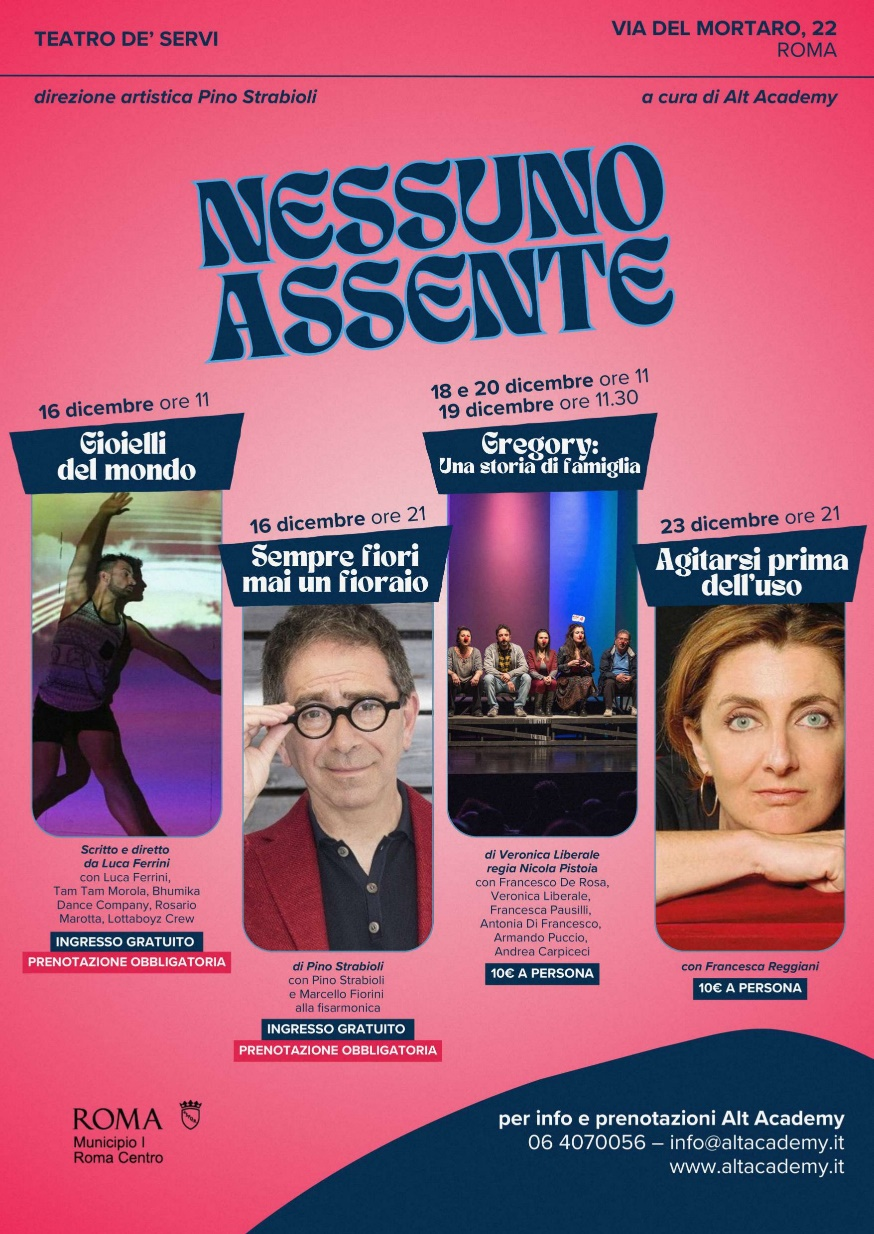 TEATRO DE' SERVI
VIA DEL MORTARO, 22
ROMA
direzione artistica Pino Strabioli
a cura di Alt Academy
NESSUNO
ASSENTE
16 dicembre ore 11
Gioielli
del mondo
Scritto e diretto
da Luca Ferrini
con Luca Ferrini,
Tam Tam Morola, Bhumika
Dance Company, Rosario
Marotta, Lottaboyz Crew
INGRESSO GRATUITO
PRENOTAZIONE OBBLIGATORIA
16 dicembre ore 21
Sempre fiori
mai un fioraio
di Pino Strabioli
con Pino Strabioli
e Marcello Fiorini
alla fisarmonica
INGRESSO GRATUITO
PRENOTAZIONE OBBLIGATORIA
18 e 20 dicembre ore 11
19 dicembre ore 11.30
Gregory:
Una storia di famiglia
di Veronica Liberale
regia Nicola Pistoia
con Francesco De Rosa,
Veronica Liberale,
Francesca Pausilli,
Antonia Di Francesco,
Armando Puccio,
Andrea Carpiceci
10€ A PERSONA
23 dicembre ore 21
Agitarsi prima
dell'uso
con Francesca Reggiani
10€ A PERSONA
ROMA
Municipio I
Roma Centro
per info e prenotazioni Alt Academy
06 4070056 – info@altacademy.it
www.altacademy.it